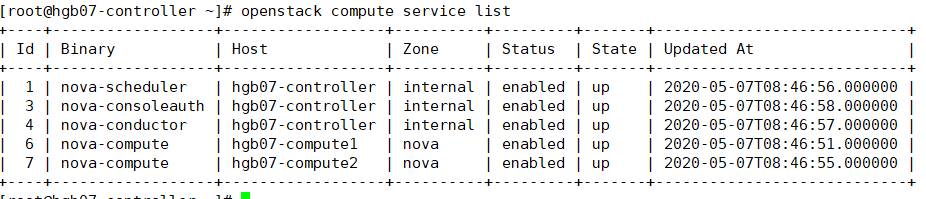 [root@hgb07-controller ~]# openstack compute service list
+----+------------------+------------------+----------+---------+-------+----------------------------+
| Id | Binary | Host | Zone | Status | State | Updated At |
+----+------------------+------------------+----------+---------+-------+----------------------------+
| 1 | nova-scheduler | hgb07-controller | internal | enabled | up | 2020-05-07T08:46:56.000000 |
| 3 | nova-consoleauth | hgb07-controller | internal | enabled | up | 2020-05-07T08:46:58.000000 |
| 4 | nova-conductor | hgb07-controller | internal | enabled | up | 2020-05-07T08:46:57.000000 |
| 6 | nova-compute | hgb07-compute1 | nova | enabled | up | 2020-05-07T08:46:51.000000 |
| 7 | nova-compute | hgb07-compute2 | nova | enabled | up | 2020-05-07T08:46:55.000000 |
+----+------------------+------------------+----------+---------+-------+----------------------------+
[root@hgb07-controller ~]#